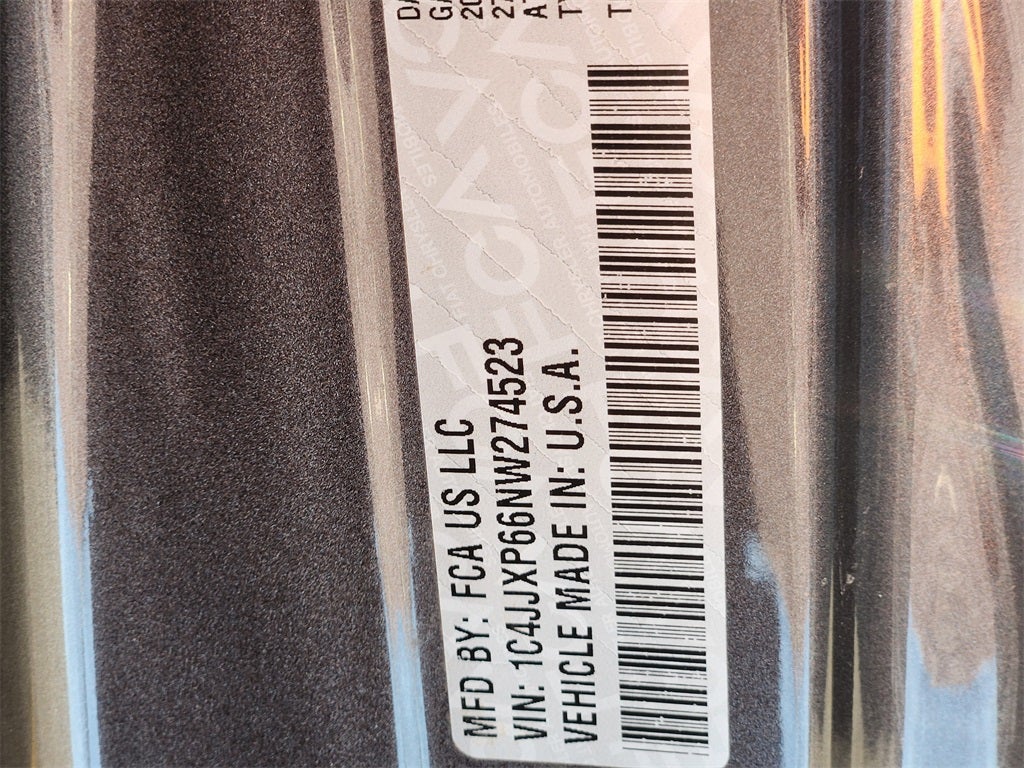 MFD BY: FCA US LLC
VIN: 1C4JJXP66NW274523
VEHICLE MADE IN: U.S.A.